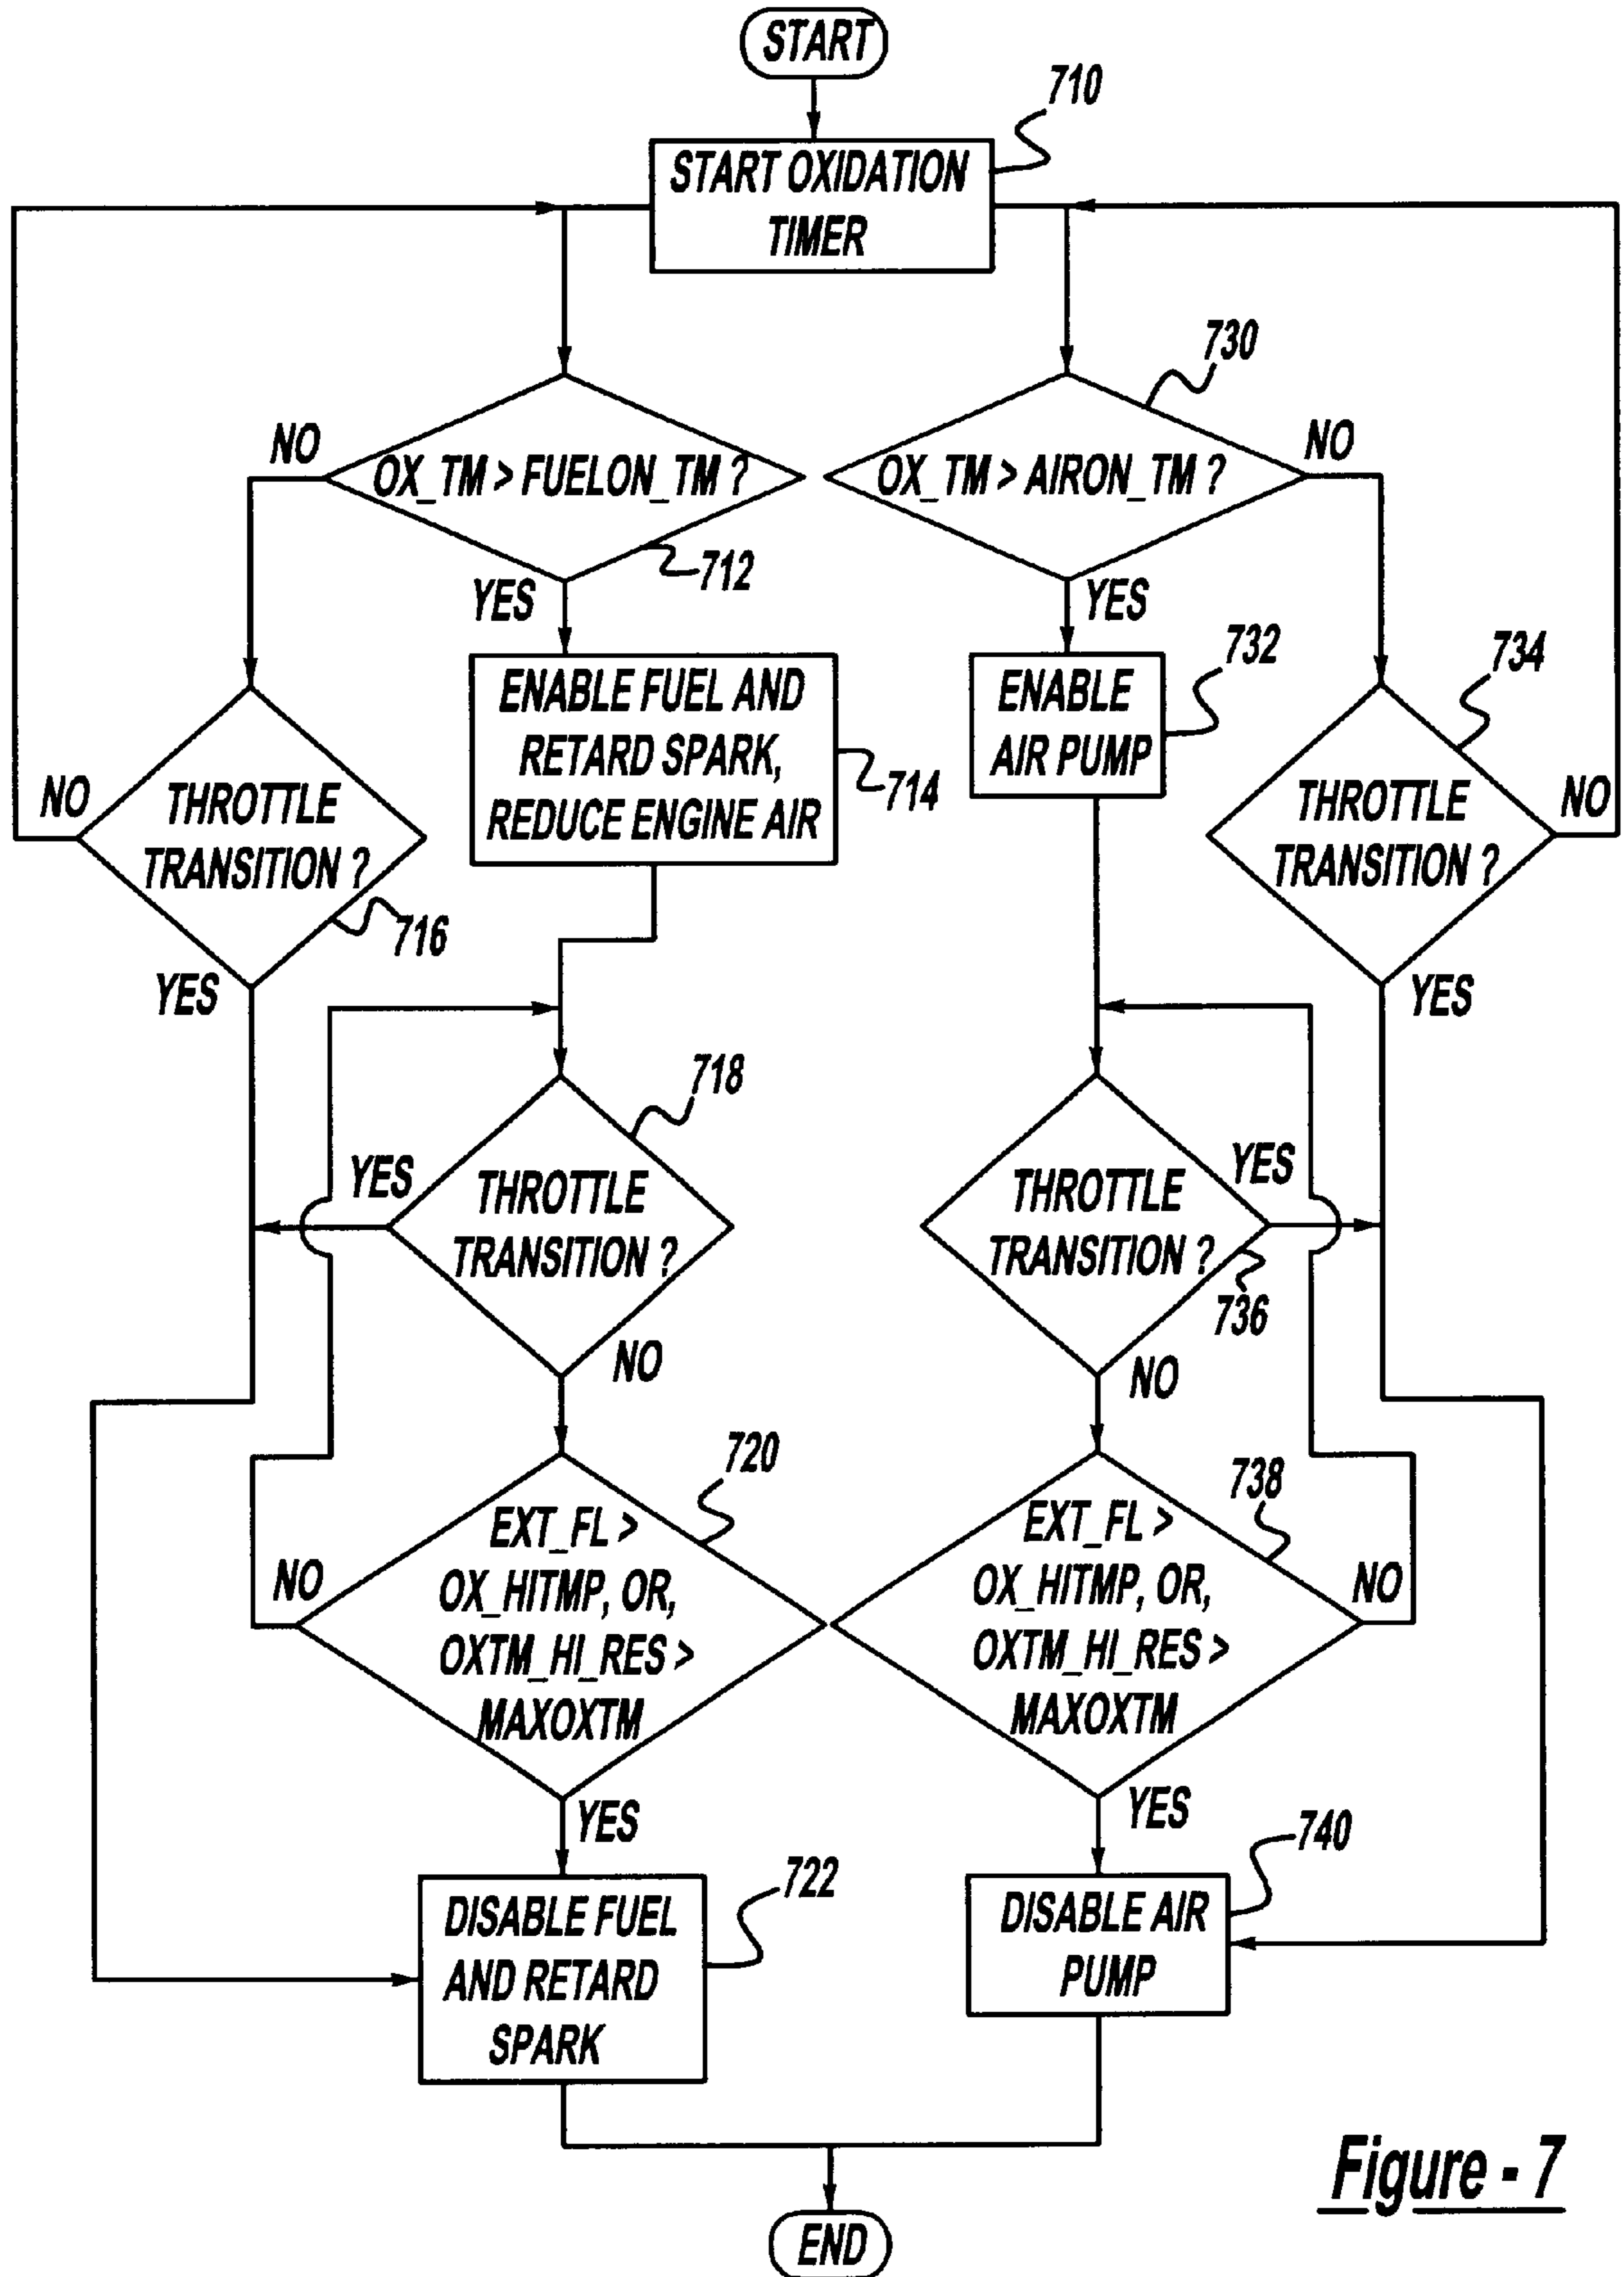 START
710
START OXIDATION
TIMER
730
NO
OX_TM > FUELON_TM ?
712
YES
OX_TM > AIRON_TM ?
NO
YES
ENABLE FUEL AND
RETARD SPARK,
REDUCE ENGINE AIR
714
ENABLE
AIR PUMP
732
734
NO
THROTTLE
TRANSITION ?
716
YES
THROTTLE
TRANSITION ?
NO
YES
718
YES
THROTTLE
TRANSITION ?
NO
THROTTLE
TRANSITION ?
YES
736
NO
720
EXT_FL >
OX_HITMP, OR,
OXTM_HI_RES >
MAXOXTM
NO
YES
738
EXT_FL >
OX_HITMP, OR,
OXTM_HI_RES >
MAXOXTM
NO
YES
DISABLE FUEL
AND RETARD
SPARK
722
DISABLE AIR
PUMP
740
END
Figure - 7